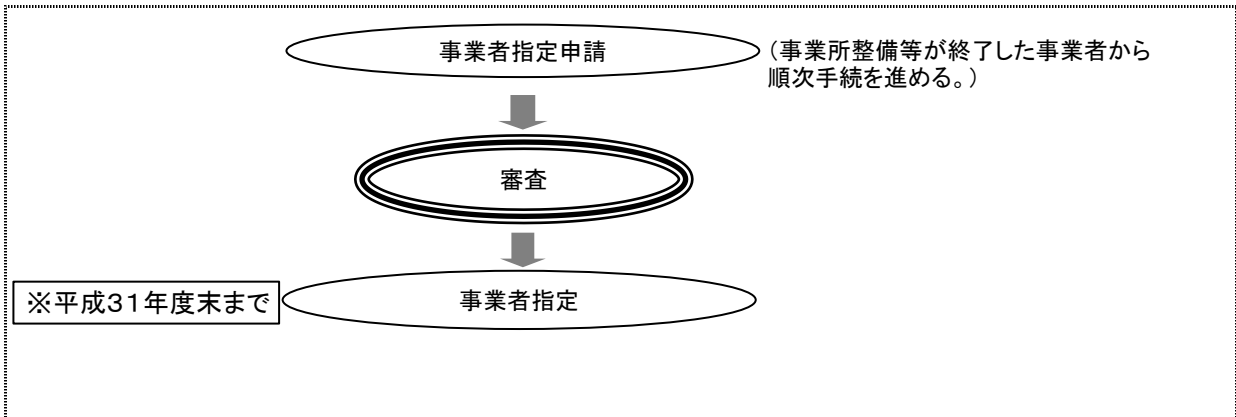 事業者指定申請
（事業所整備等が終了した事業者から
順次手続を進める。）
審査
※平成３１年度末まで
事業者指定